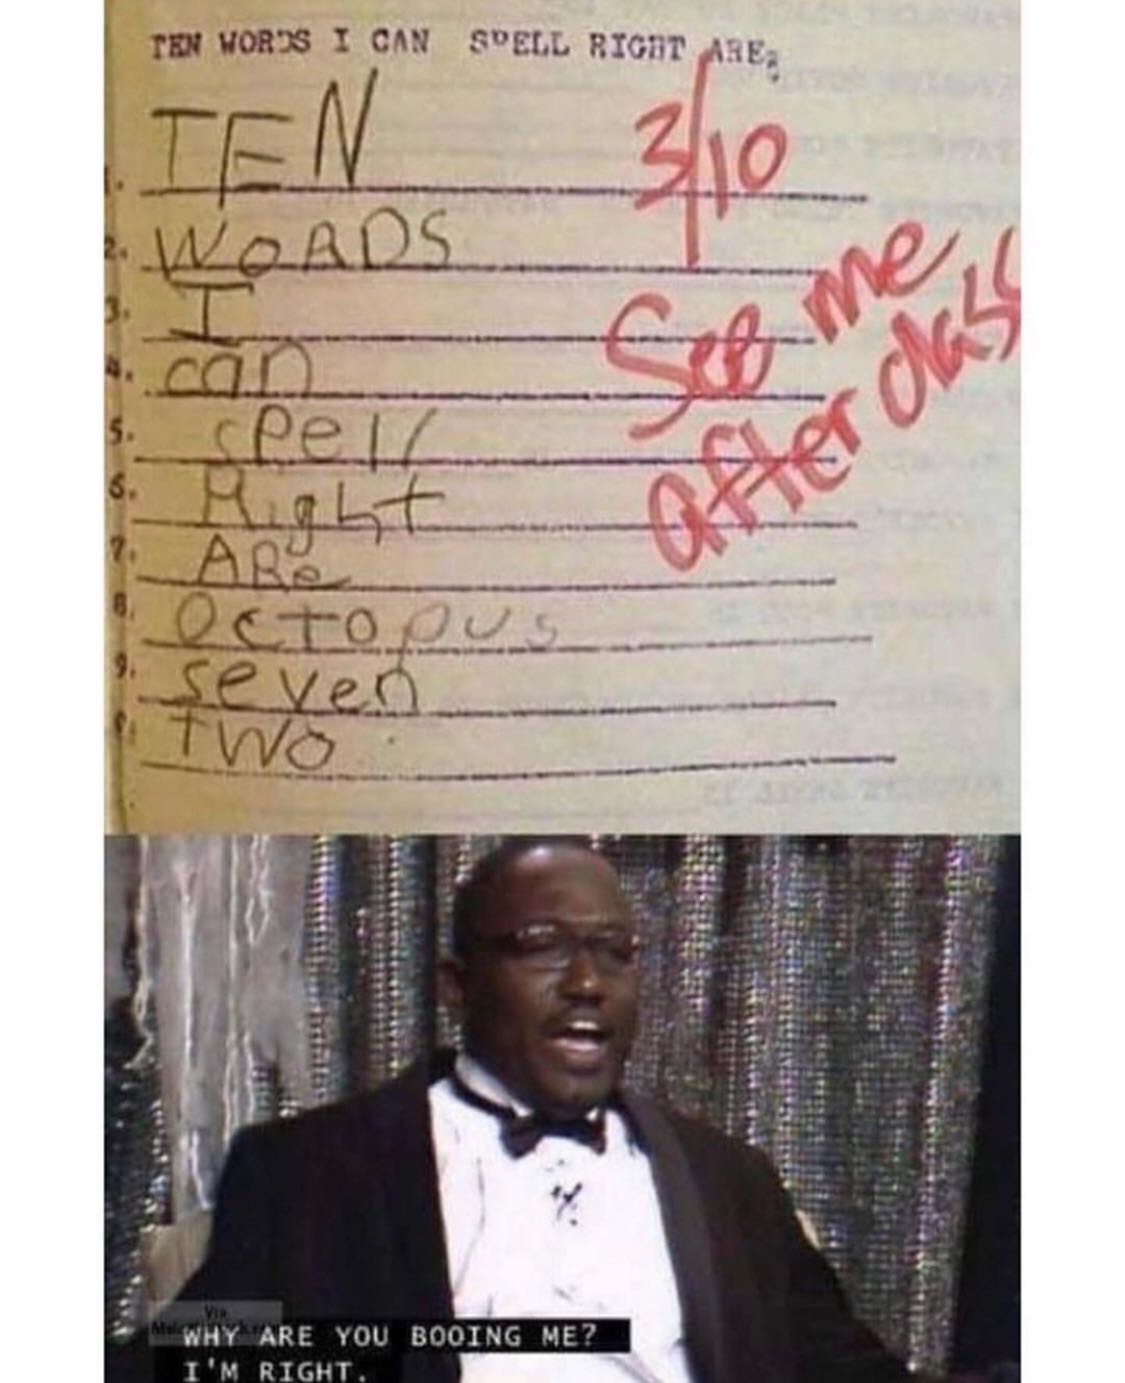 TEN WORDS I CAN SPELL RIGHT ARE:
3/10
See me
after class
1. TEN
2. WORDS
3. I
4. can
5. spell
6. Right
7. ARe
8. octopus
9. seven
TWO
Via
WHY ARE YOU BOOING ME?
I'M RIGHT.